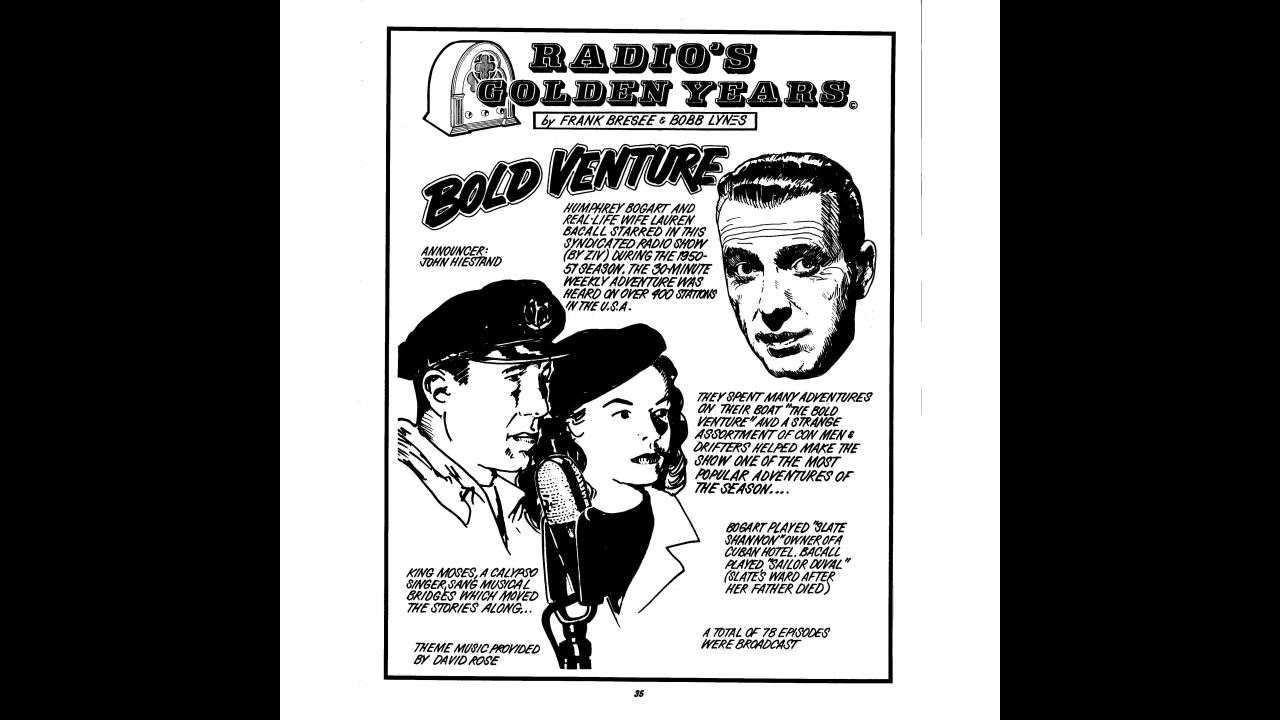 RADIO'S
GOLDEN YEARS ©
by FRANK BRESEE & BOBB LYNES
BOLD VENTURE
HUMPHREY BOGART AND
REAL-LIFE WIFE LAUREN
BACALL STARRED IN THIS
SYNDICATED RADIO SHOW
(BY ZIV) DURING THE 1950-
51 SEASON. THE 30-MINUTE
WEEKLY ADVENTURE WAS
HEARD ON OVER 400 STATIONS
IN THE U.S.A.
ANNOUNCER:
JOHN HIESTAND
THEY SPENT MANY ADVENTURES
ON THEIR BOAT "THE BOLD
VENTURE" AND A STRANGE
ASSORTMENT OF CON MEN &
DRIFTERS HELPED MAKE THE
SHOW ONE OF THE MOST
POPULAR ADVENTURES OF
THE SEASON....
BOGART PLAYED "SLATE
SHANNON" OWNER OF A
CUBAN HOTEL. BACALL
PLAYED "SAILOR DUVAL"
(SLATE'S WARD AFTER
HER FATHER DIED)
KING MOSES, A CALYPSO
SINGER, SANG MUSICAL
BRIDGES WHICH MOVED
THE STORIES ALONG...
A TOTAL OF 78 EPISODES
WERE BROADCAST
THEME MUSIC PROVIDED
BY DAVID ROSE
35